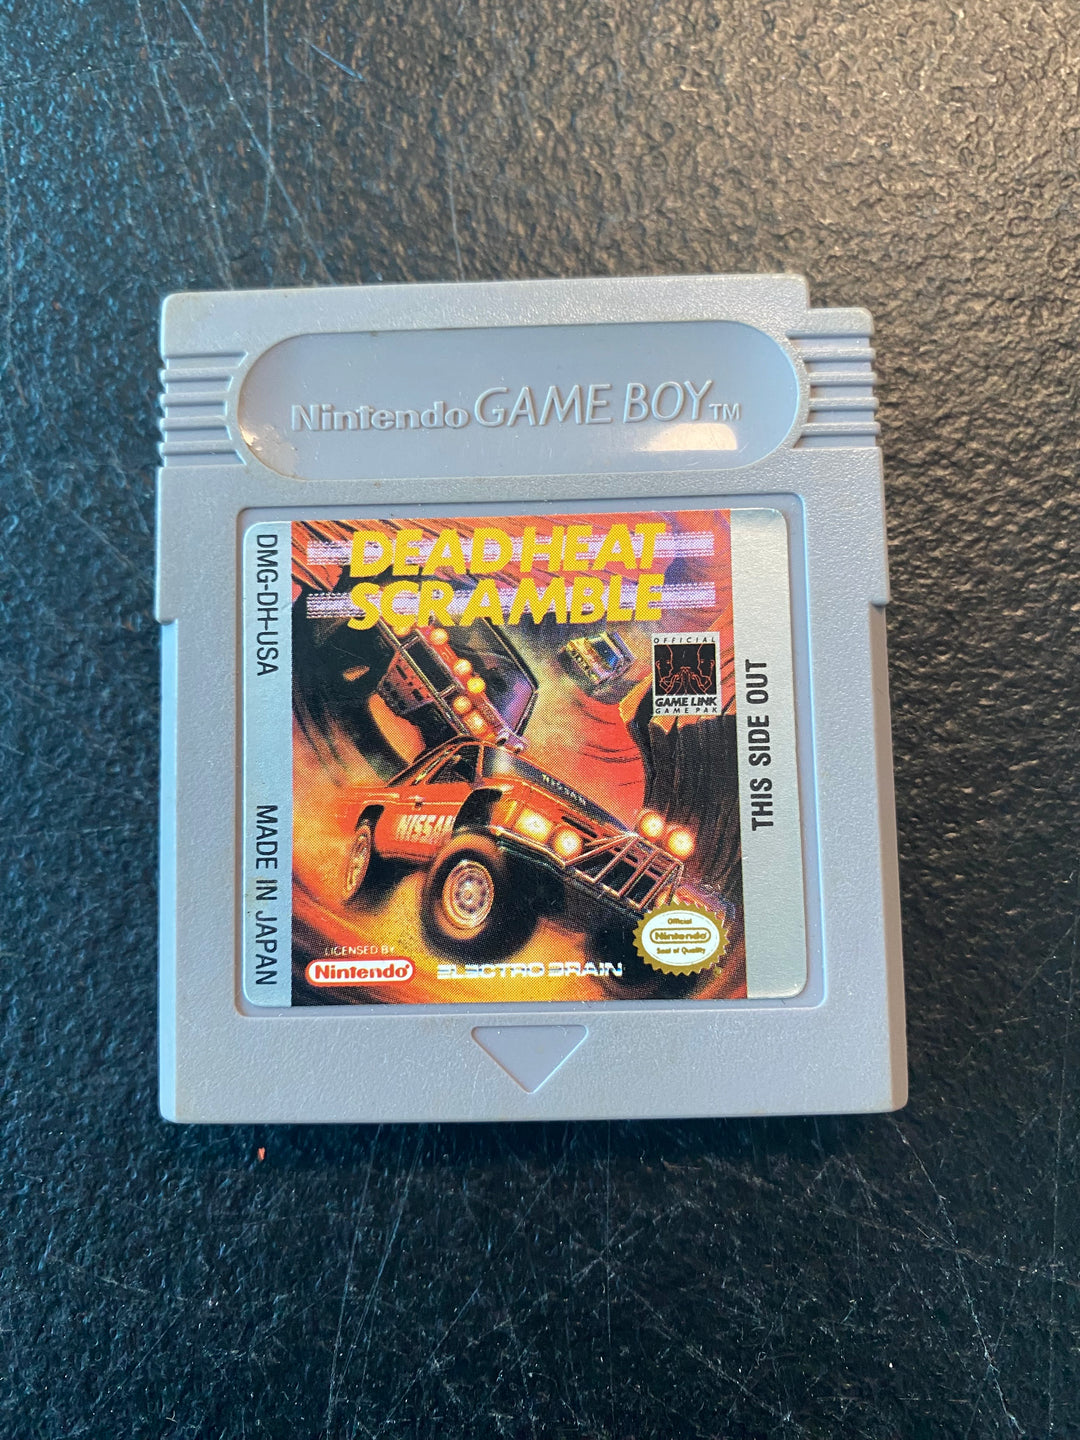 Nintendo GAME BOY TM
DEAD HEAT
SCRAMBLE
DMG-DH-USA
MADE IN JAPAN
OFFICIAL
GAME LINK
GAME PAK
THIS SIDE OUT
NISSAN
NISSAN
LICENSED BY
Nintendo
ELECTRO BRAIN
Official
Nintendo
Seal of Quality